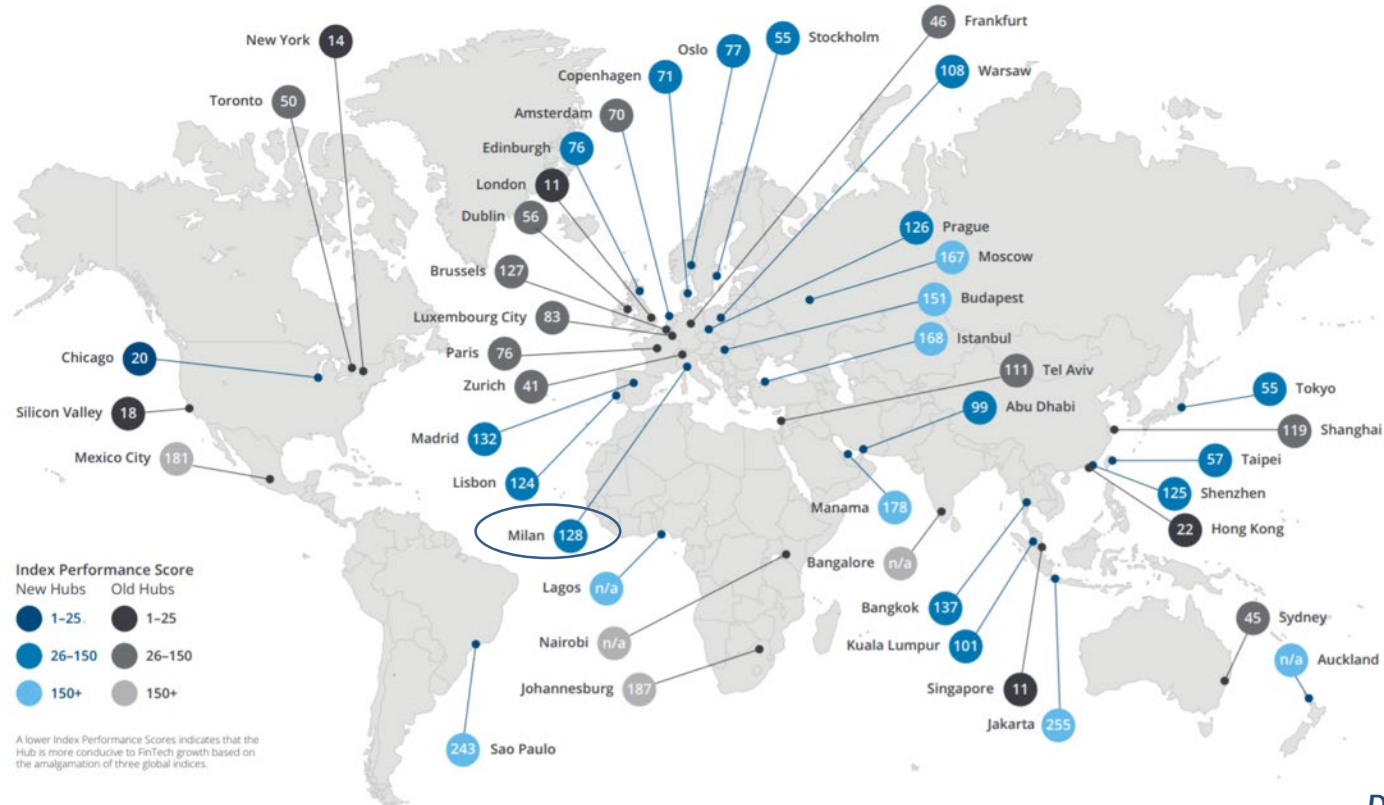 New York 14
Toronto 50
Copenhagen 71
Oslo 77
55 Stockholm
46 Frankfurt
108 Warsaw
Amsterdam 70
Edinburgh 76
London 11
Dublin 56
Brussels 127
Luxembourg City 83
Paris 76
Zurich 41
126 Prague
167 Moscow
151 Budapest
168 Istanbul
111 Tel Aviv
99 Abu Dhabi
Chicago 20
Silicon Valley 18
Mexico City 181
Madrid 132
Lisbon 124
Milan 128
55 Tokyo
119 Shanghai
57 Taipei
125 Shenzhen
22 Hong Kong
Manama 178
Bangalore n/a
Lagos n/a
Nairobi n/a
Johannesburg 187
Bangkok 137
Kuala Lumpur 101
Singapore 11
Jakarta 255
45 Sydney
n/a Auckland
243 Sao Paulo
Index Performance Score
New Hubs Old Hubs
1–25 1–25
26–150 26–150
150+ 150+
A lower Index Performance Scores indicates that the
Hub is more conducive to FinTech growth based on
the amalgamation of three global indices.